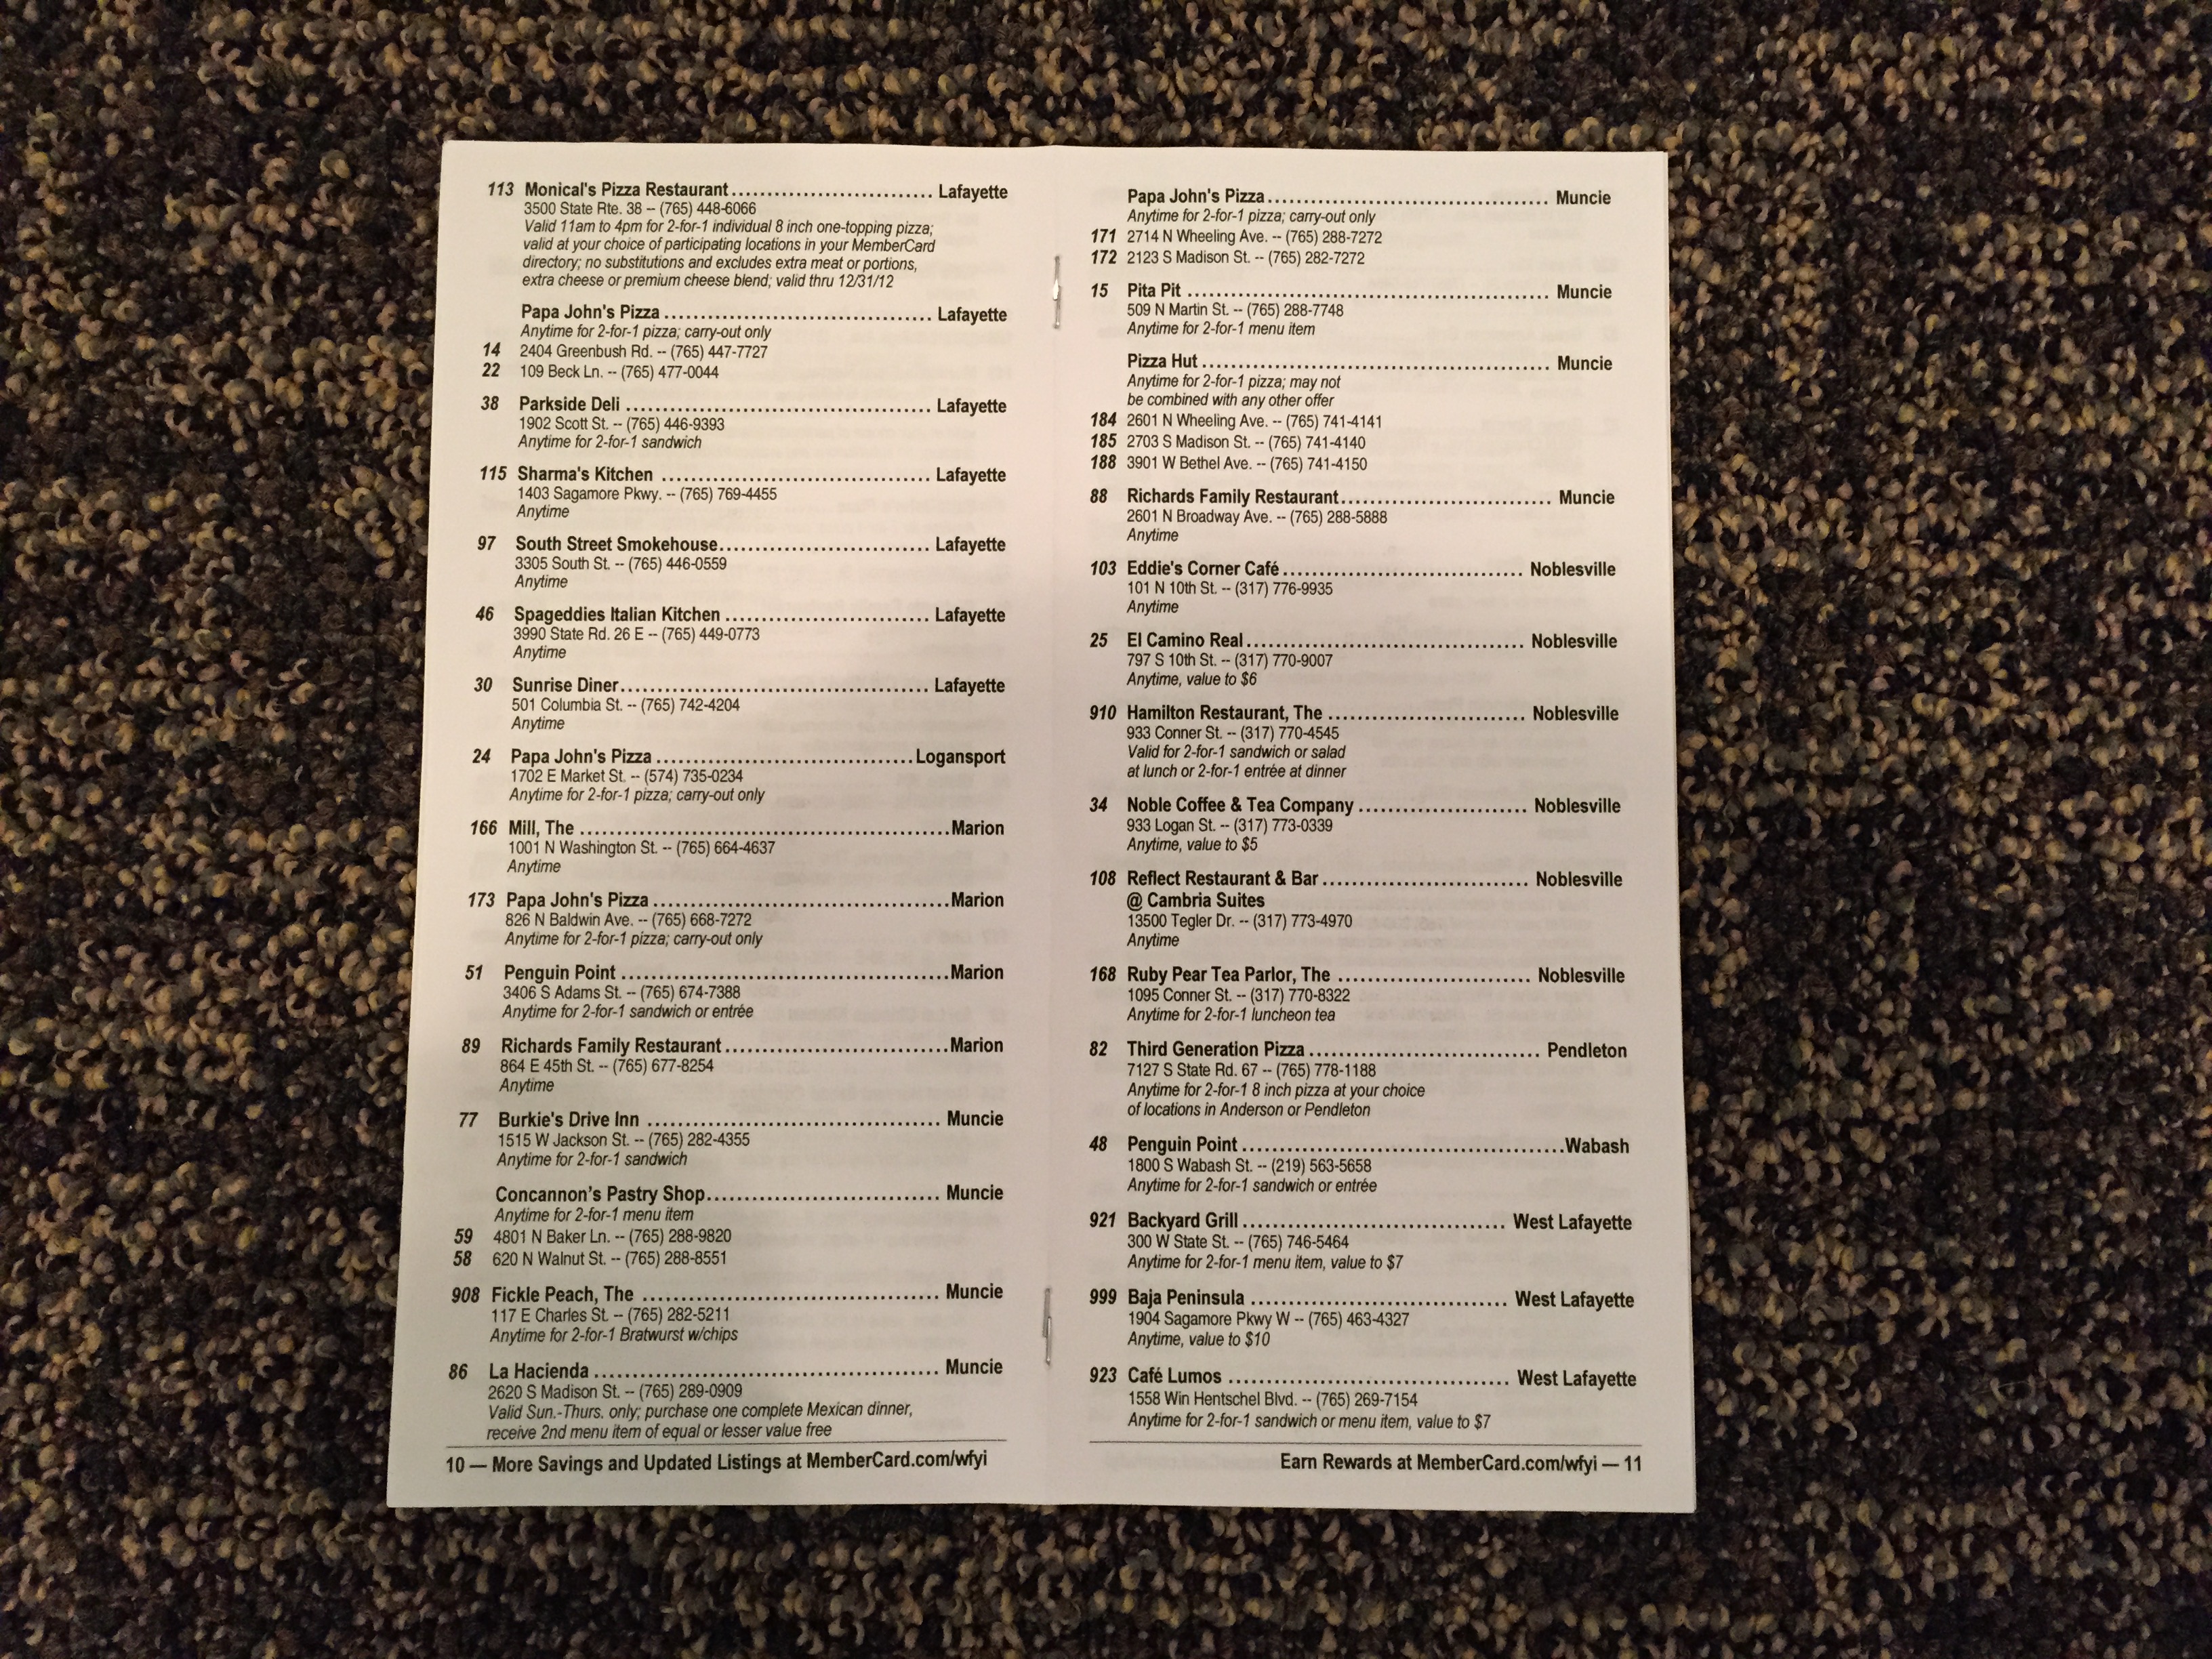 113 Monical's Pizza Restaurant ............................ Lafayette
3500 State Rte. 38 -- (765) 448-6066
Valid 11am to 4pm for 2-for-1 individual 8 inch one-topping pizza;
valid at your choice of participating locations in your MemberCard
directory; no substitutions and excludes extra meat or portions,
extra cheese or premium cheese blend; valid thru 12/31/12
Papa John's Pizza ...................................... Lafayette
Anytime for 2-for-1 pizza; carry-out only
14 2404 Greenbush Rd. -- (765) 447-7727
22 109 Beck Ln. -- (765) 477-0044
38 Parkside Deli ........................................... Lafayette
1902 Scott St. -- (765) 446-9393
Anytime for 2-for-1 sandwich
115 Sharma's Kitchen ...................................... Lafayette
1403 Sagamore Pkwy. -- (765) 769-4455
Anytime
97 South Street Smokehouse............................. Lafayette
3305 South St. -- (765) 446-0559
Anytime
46 Spageddies Italian Kitchen ............................ Lafayette
3990 State Rd. 26 E -- (765) 449-0773
Anytime
30 Sunrise Diner........................................... Lafayette
501 Columbia St. -- (765) 742-4204
Anytime
24 Papa John's Pizza ....................................Logansport
1702 E Market St. -- (574) 735-0234
Anytime for 2-for-1 pizza; carry-out only
166 Mill, The ....................................................Marion
1001 N Washington St. -- (765) 664-4637
Anytime
173 Papa John's Pizza .........................................Marion
826 N Baldwin Ave. -- (765) 668-7272
Anytime for 2-for-1 pizza; carry-out only
51 Penguin Point ..............................................Marion
3406 S Adams St. -- (765) 674-7388
Anytime for 2-for-1 sandwich or entrée
89 Richards Family Restaurant ...............................Marion
864 E 45th St. -- (765) 677-8254
Anytime
77 Burkie's Drive Inn ......................................... Muncie
1515 W Jackson St. -- (765) 282-4355
Anytime for 2-for-1 sandwich
Concannon's Pastry Shop................................. Muncie
Anytime for 2-for-1 menu item
59 4801 N Baker Ln. -- (765) 288-9820
58 620 N Walnut St. -- (765) 288-8551
908 Fickle Peach, The ......................................... Muncie
117 E Charles St. -- (765) 282-5211
Anytime for 2-for-1 Bratwurst w/chips
86 La Hacienda ................................................ Muncie
2620 S Madison St. -- (765) 289-0909
Valid Sun.-Thurs. only; purchase one complete Mexican dinner,
receive 2nd menu item of equal or lesser value free
10 — More Savings and Updated Listings at MemberCard.com/wfyi
Papa John's Pizza....................................... Muncie
Anytime for 2-for-1 pizza; carry-out only
171 2714 N Wheeling Ave. -- (765) 288-7272
172 2123 S Madison St. -- (765) 282-7272
15 Pita Pit ................................................... Muncie
509 N Martin St. -- (765) 288-7748
Anytime for 2-for-1 menu item
Pizza Hut ................................................. Muncie
Anytime for 2-for-1 pizza; may not
be combined with any other offer
184 2601 N Wheeling Ave. -- (765) 741-4141
185 2703 S Madison St. -- (765) 741-4140
188 3901 W Bethel Ave. -- (765) 741-4150
88 Richards Family Restaurant.............................. Muncie
2601 N Broadway Ave. -- (765) 288-5888
Anytime
103 Eddie's Corner Café ................................. Noblesville
101 N 10th St. -- (317) 776-9935
Anytime
25 El Camino Real....................................... Noblesville
797 S 10th St. -- (317) 770-9007
Anytime, value to $6
910 Hamilton Restaurant, The ........................... Noblesville
933 Conner St. -- (317) 770-4545
Valid for 2-for-1 sandwich or salad
at lunch or 2-for-1 entrée at dinner
34 Noble Coffee & Tea Company ....................... Noblesville
933 Logan St. -- (317) 773-0339
Anytime, value to $5
108 Reflect Restaurant & Bar............................. Noblesville
@ Cambria Suites
13500 Tegler Dr. -- (317) 773-4970
Anytime
168 Ruby Pear Tea Parlor, The .......................... Noblesville
1095 Conner St. -- (317) 770-8322
Anytime for 2-for-1 luncheon tea
82 Third Generation Pizza ............................... Pendleton
7127 S State Rd. 67 -- (765) 778-1188
Anytime for 2-for-1 8 inch pizza at your choice
of locations in Anderson or Pendleton
48 Penguin Point .............................................Wabash
1800 S Wabash St. -- (219) 563-5658
Anytime for 2-for-1 sandwich or entrée
921 Backyard Grill ..................................... West Lafayette
300 W State St. -- (765) 746-5464
Anytime for 2-for-1 menu item, value to $7
999 Baja Peninsula .................................... West Lafayette
1904 Sagamore Pkwy W -- (765) 463-4327
Anytime, value to $10
923 Café Lumos ....................................... West Lafayette
1558 Win Hentschel Blvd. -- (765) 269-7154
Anytime for 2-for-1 sandwich or menu item, value to $7
Earn Rewards at MemberCard.com/wfyi — 11